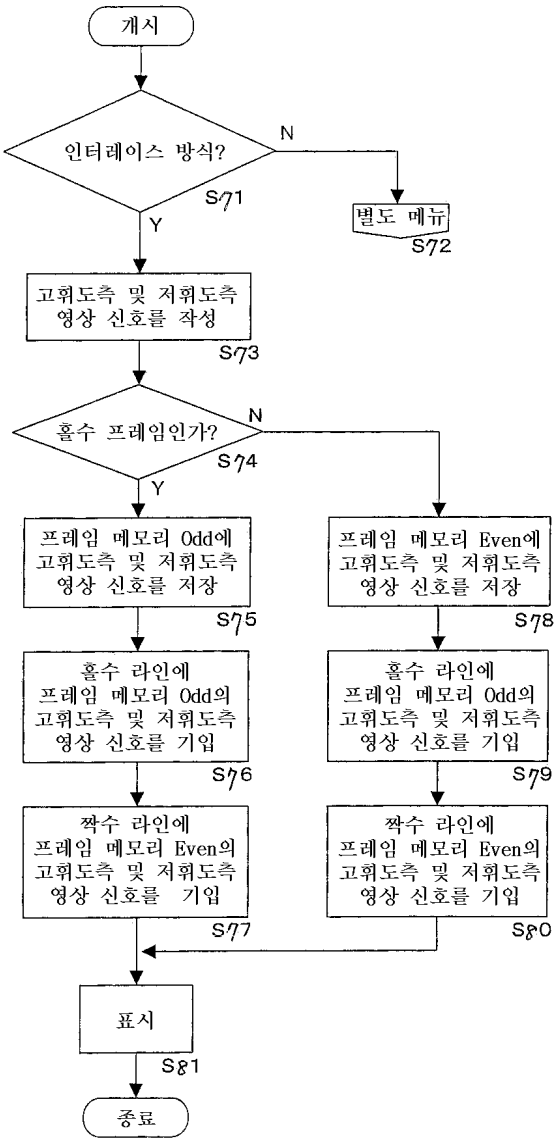 개시
인터레이스 방식?
N
S71
Y
별도 메뉴
S72
고휘도측 및 저휘도측
영상 신호를 작성
S73
홀수 프레임인가?
N
S74
Y
프레임 메모리 Odd에
고휘도측 및 저휘도측
영상 신호를 저장
S75
프레임 메모리 Even에
고휘도측 및 저휘도측
영상 신호를 저장
S78
홀수 라인에
프레임 메모리 Odd의
고휘도측 및 저휘도측
영상 신호를 기입
S76
홀수 라인에
프레임 메모리 Odd의
고휘도측 및 저휘도측
영상 신호를 기입
S79
짝수 라인에
프레임 메모리 Even의
고휘도측 및 저휘도측
영상 신호를 기입
S77
짝수 라인에
프레임 메모리 Even의
고휘도측 및 저휘도측
영상 신호를 기입
S80
표시
S81
종료